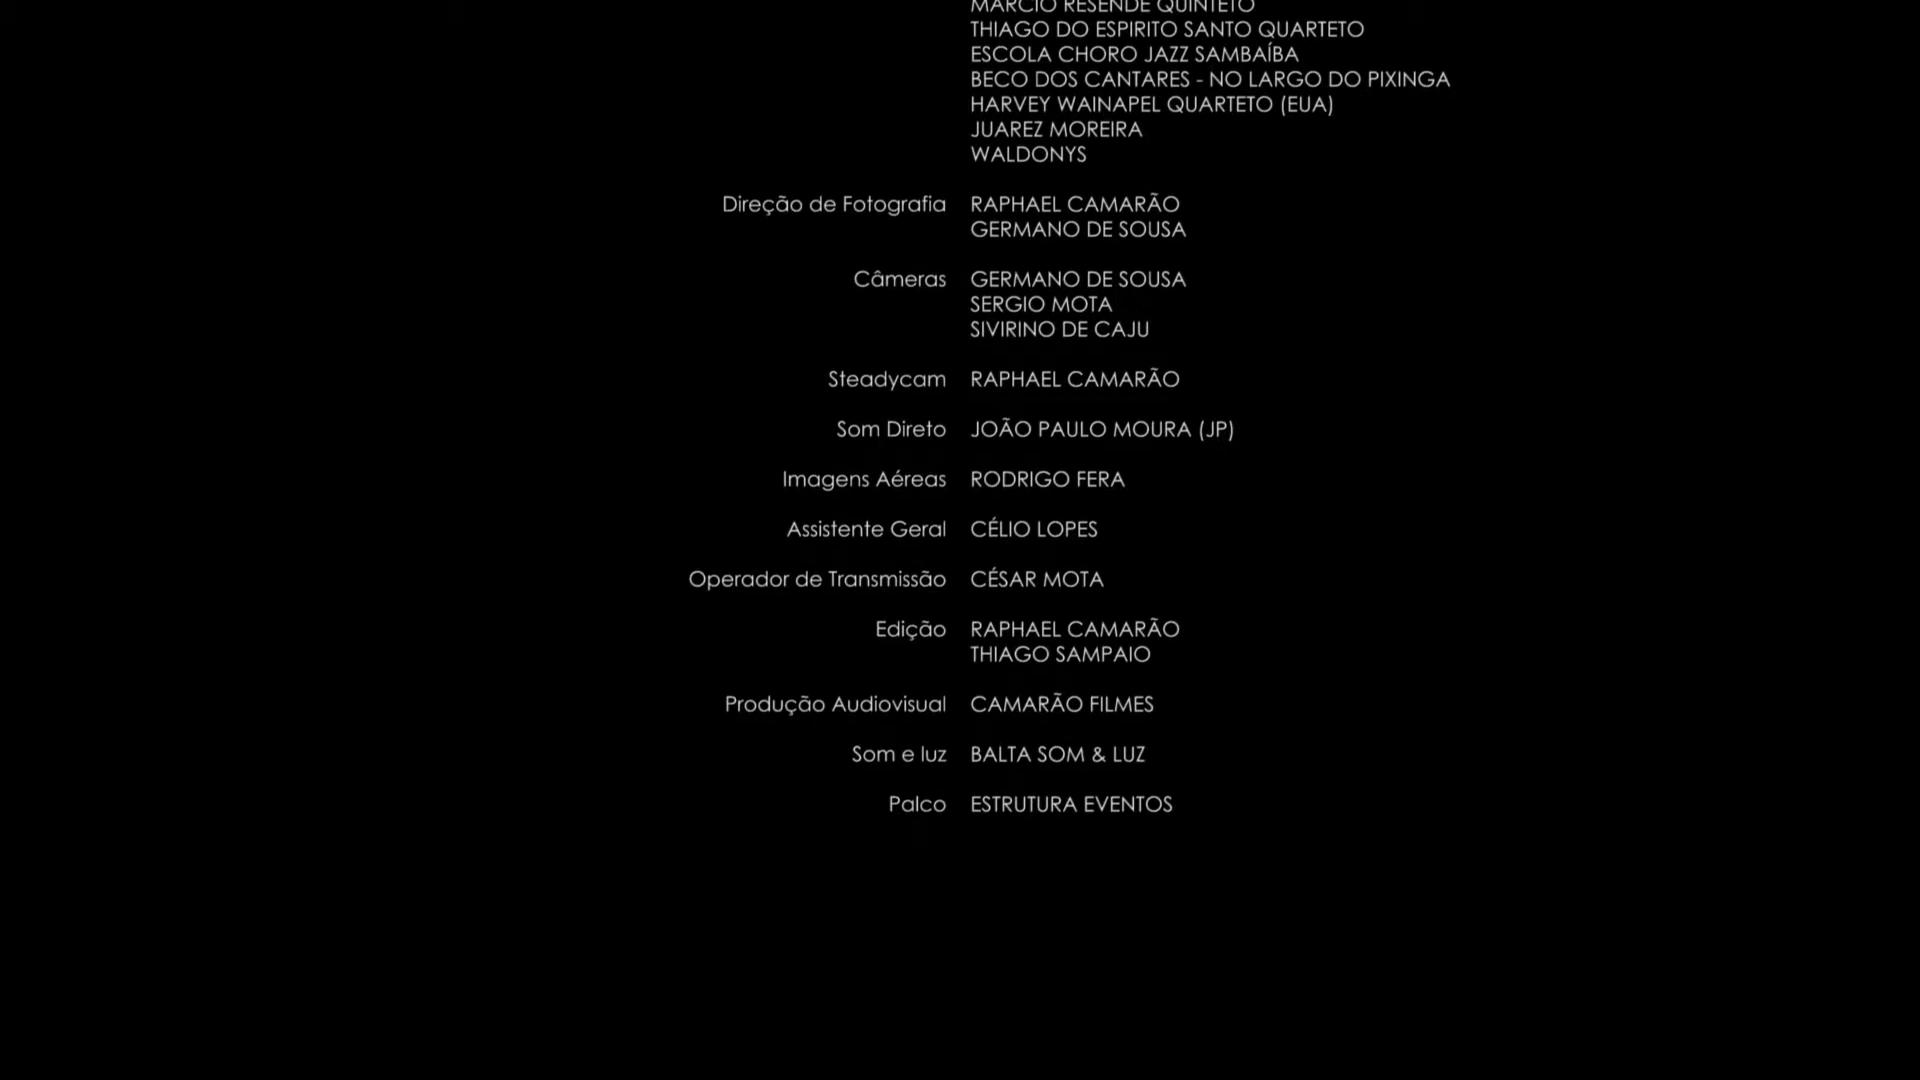 MARCIO RESENDE QUINTETO
THIAGO DO ESPIRITO SANTO QUARTETO
ESCOLA CHORO JAZZ SAMBAÍBA
BECO DOS CANTARES - NO LARGO DO PIXINGA
HARVEY WAINAPEL QUARTETO (EUA)
JUAREZ MOREIRA
WALDONYS
Direção de Fotografia RAPHAEL CAMARÃO
GERMANO DE SOUSA
Câmeras GERMANO DE SOUSA
SERGIO MOTA
SIVIRINO DE CAJU
Steadycam RAPHAEL CAMARÃO
Som Direto JOÃO PAULO MOURA (JP)
Imagens Aéreas RODRIGO FERA
Assistente Geral CÉLIO LOPES
Operador de Transmissão CÉSAR MOTA
Edição RAPHAEL CAMARÃO
THIAGO SAMPAIO
Produção Audiovisual CAMARÃO FILMES
Som e luz BALTA SOM & LUZ
Palco ESTRUTURA EVENTOS